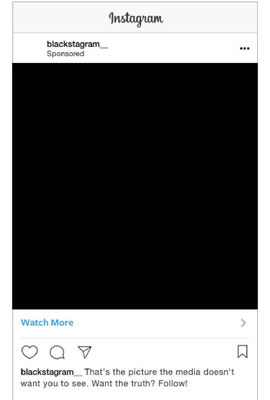 Instagram
blackstagram__
Sponsored
Watch More
blackstagram__ That's the picture the media doesn't
want you to see. Want the truth? Follow!